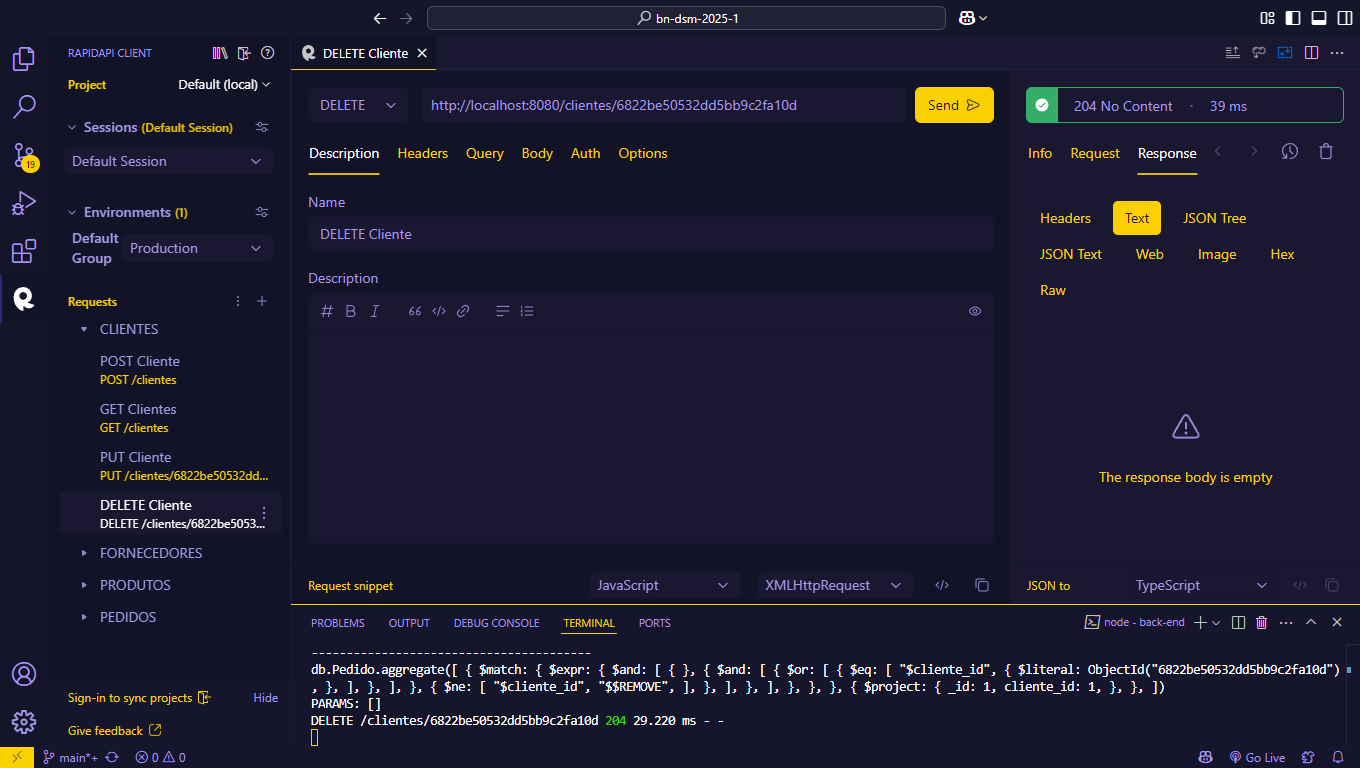 bn-dsm-2025-1
RAPIDAPI CLIENT
Project
Default (local)
Sessions (Default Session)
Default Session
Environments (1)
Default Group
Production
Requests
CLIENTES
POST Cliente
POST /clientes
GET Clientes
GET /clientes
PUT Cliente
PUT /clientes/6822be50532dd...
DELETE Cliente
DELETE /clientes/6822be5053...
FORNECEDORES
PRODUTOS
PEDIDOS
Sign-in to sync projects
Hide
Give feedback
19
DELETE Cliente
DELETE
http://localhost:8080/clientes/6822be50532dd5bb9c2fa10d
Send
Description Headers Query Body Auth Options
Name
DELETE Cliente
Description
Request snippet
JavaScript
XMLHttpRequest
204 No Content · 39 ms
Info Request Response
Headers Text JSON Tree
JSON Text Web Image Hex
Raw
The response body is empty
JSON to
TypeScript
PROBLEMS OUTPUT DEBUG CONSOLE TERMINAL PORTS
node - back-end
----------------------------------------
db.Pedido.aggregate([ { $match: { $expr: { $and: [ { }, { $and: [ { $or: [ { $eq: [ "$cliente_id", { $literal: ObjectId("6822be50532dd5bb9c2fa10d")
, }, ], }, ], }, { $ne: [ "$cliente_id", "$$REMOVE", ], }, ], }, ], }, }, }, { $project: { _id: 1, cliente_id: 1, }, }, ])
PARAMS: []
DELETE /clientes/6822be50532dd5bb9c2fa10d 204 29.220 ms - -
main*+
0 0
Go Live